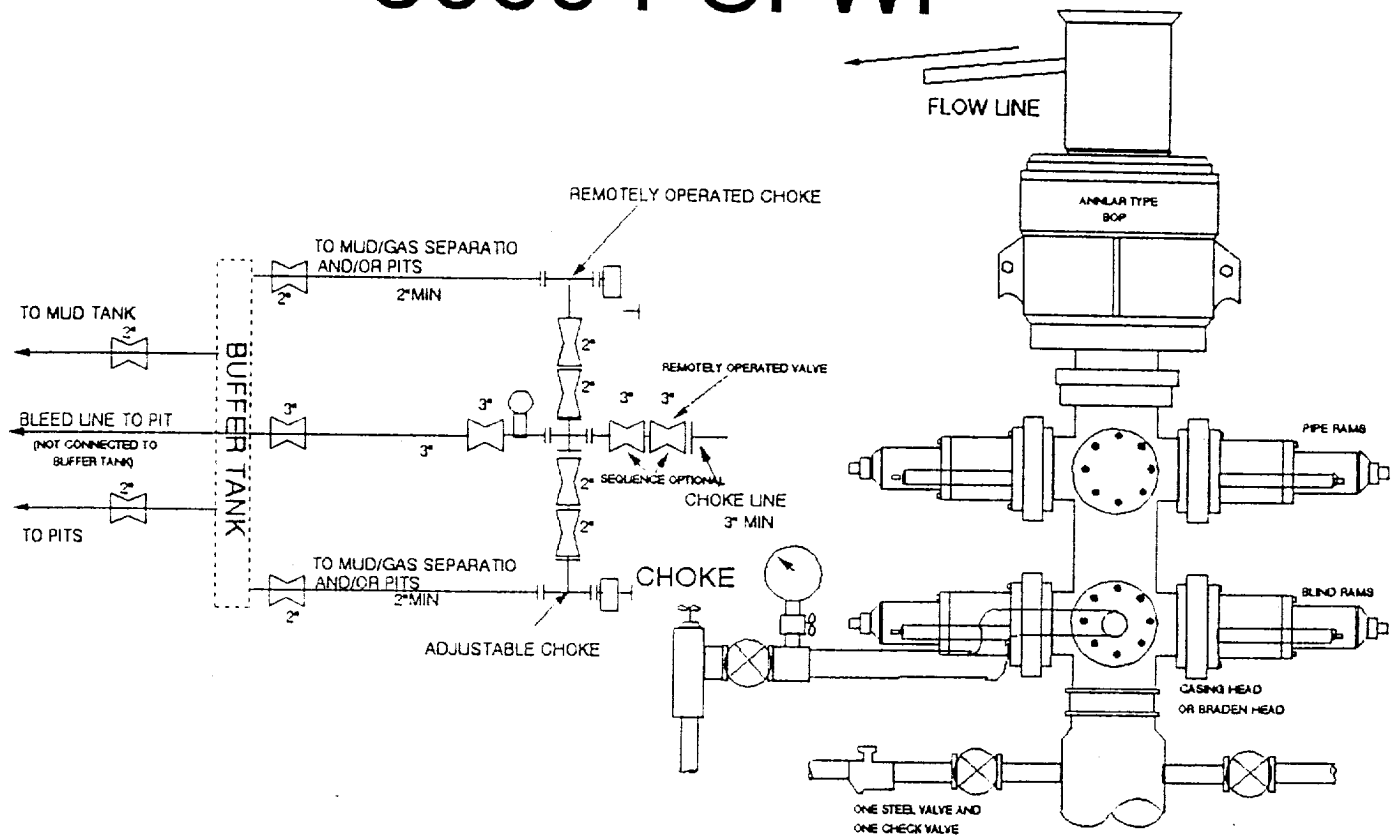 FLOW LINE
ANNLAR TYPE
BOP
REMOTELY OPERATED CHOKE
TO MUD/GAS SEPARATIO
AND/OR PITS
2"
2"MIN
TO MUD TANK
2"
2"
2"
REMOTELY OPERATED VALVE
BUFFER TANK
BLEED LINE TO PIT
(NOT CONNECTED TO
BUFFER TANK)
3"
3"
3"
3"
3"
SEQUENCE OPTIONAL
CHOKE LINE
3" MIN
PIPE RAMS
2"
2"
2"
TO PITS
TO MUD/GAS SEPARATIO
AND/OR PITS
2"MIN
2"
CHOKE
ADJUSTABLE CHOKE
BLIND RAMS
CASING HEAD
OR BRADEN HEAD
ONE STEEL VALVE AND
ONE CHECK VALVE